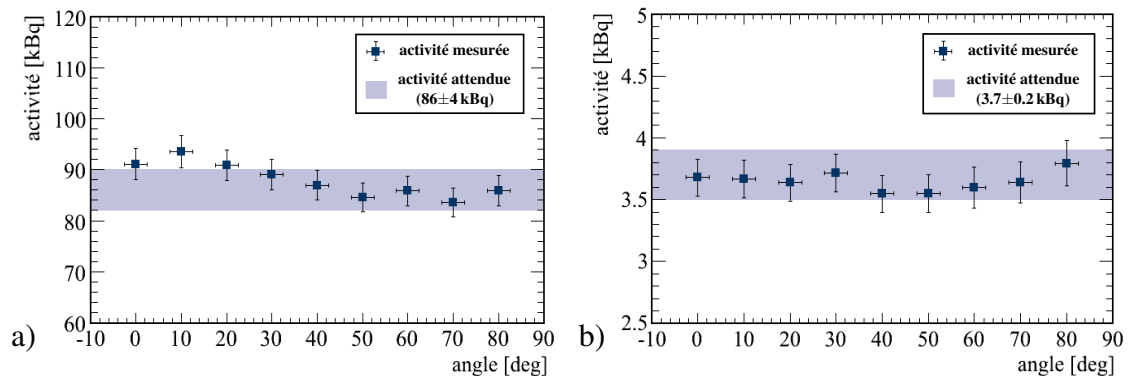 a)
activité [kBq]
120
110
100
90
80
70
60
-10 0 10 20 30 40 50 60 70 80 90
angle [deg]
activité mesurée
activité attendue
(86±4 kBq)
b)
activité [kBq]
5
4.5
4
3.5
3
2.5
-10 0 10 20 30 40 50 60 70 80 90
angle [deg]
activité mesurée
activité attendue
(3.7±0.2 kBq)